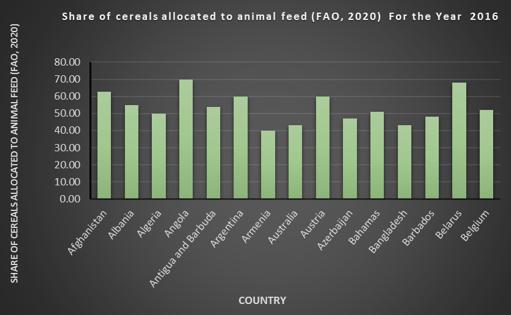 Share of cereals allocated to animal feed (FAO, 2020)  For the Year  2016
SHARE OF CEREALS ALLOCATED TO ANIMAL FEED (FAO, 2020)
80.00
70.00
60.00
50.00
40.00
30.00
20.00
10.00
0.00
Afghanistan
Albania
Algeria
Angola
Antigua and Barbuda
Argentina
Armenia
Australia
Austria
Azerbaijan
Bahamas
Bangladesh
Barbados
Belarus
Belgium
COUNTRY